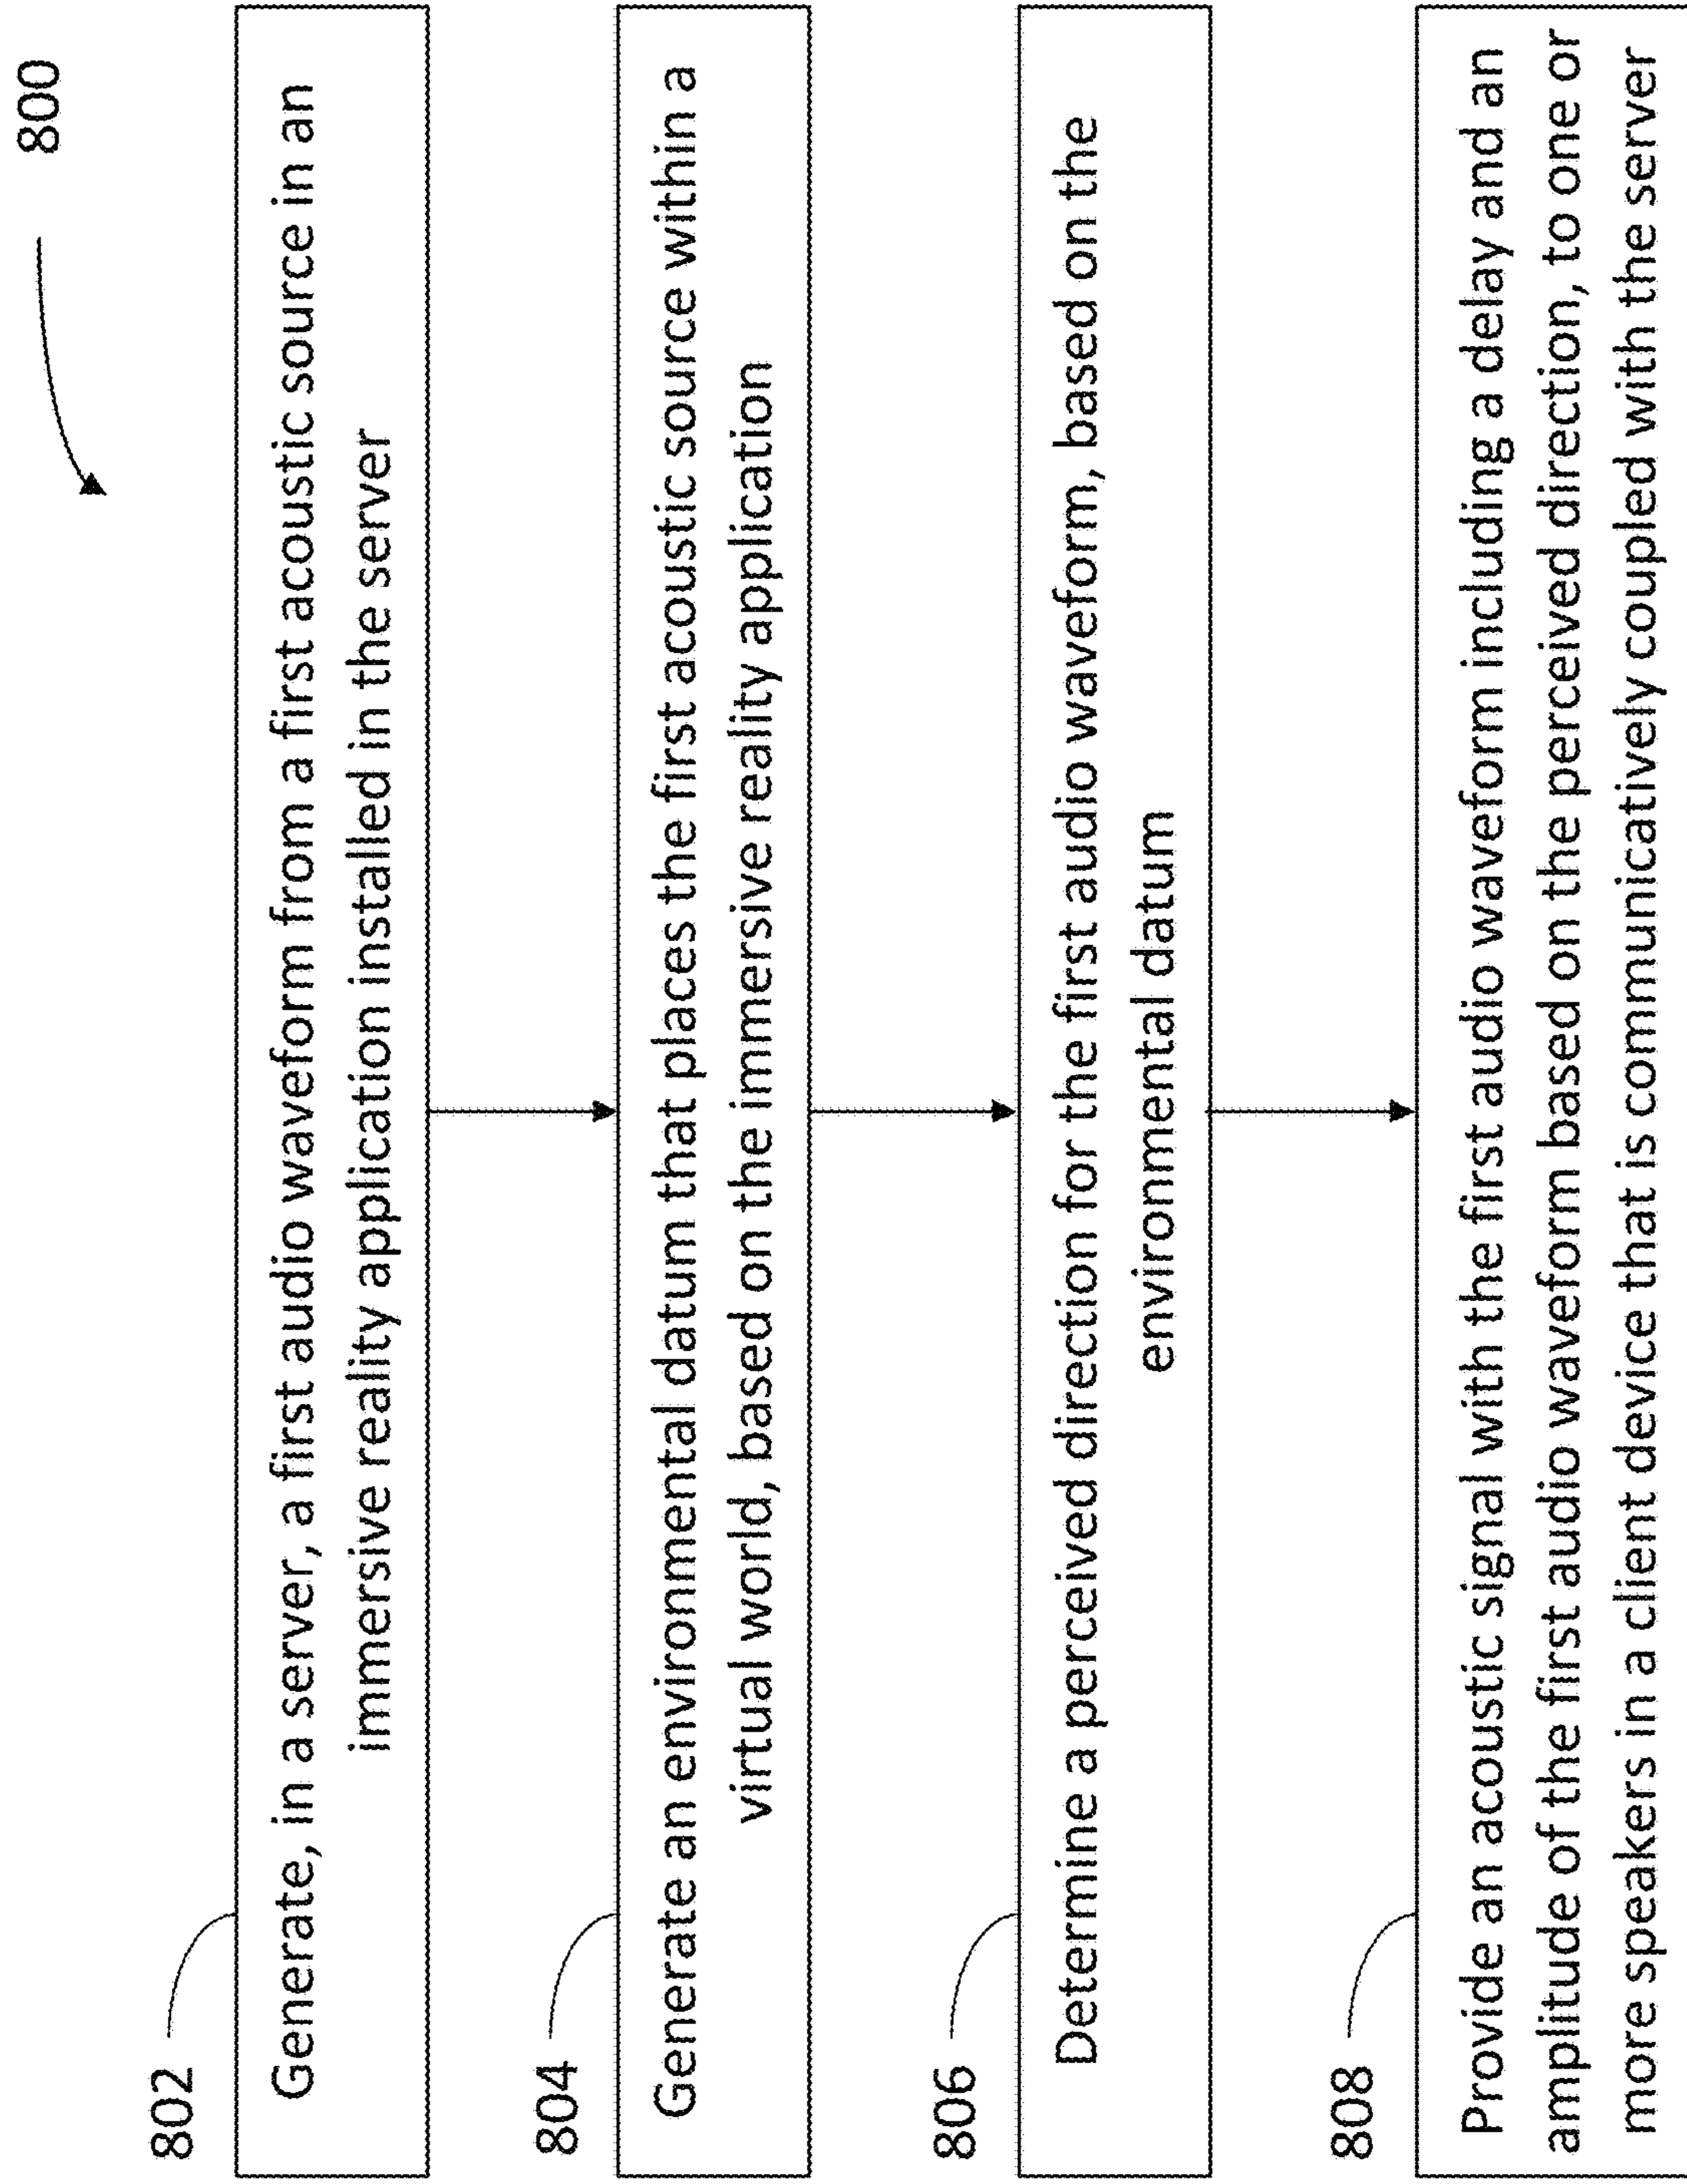 800
802
Generate, in a server, a first audio waveform from a first acoustic source in an
immersive reality application installed in the server
804
Generate an environmental datum that places the first acoustic source within a
virtual world, based on the immersive reality application
806
Determine a perceived direction for the first audio waveform, based on the
environmental datum
808
Provide an acoustic signal with the first audio waveform including a delay and an
amplitude of the first audio waveform based on the perceived direction, to one or
more speakers in a client device that is communicatively coupled with the server